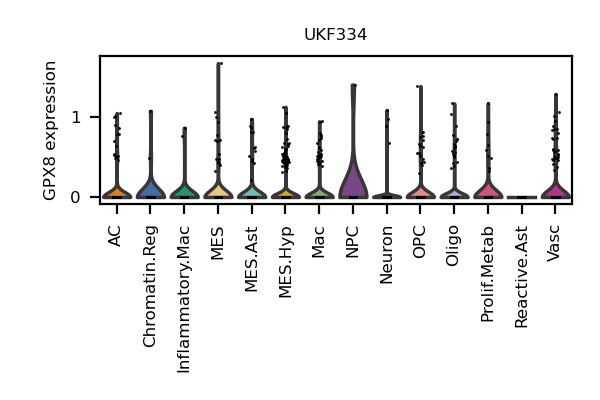 UKF334
GPX8 expression
1
0
AC
Chromatin.Reg
Inflammatory.Mac
MES
MES.Ast
MES.Hyp
Mac
NPC
Neuron
OPC
Oligo
Prolif.Metab
Reactive.Ast
Vasc